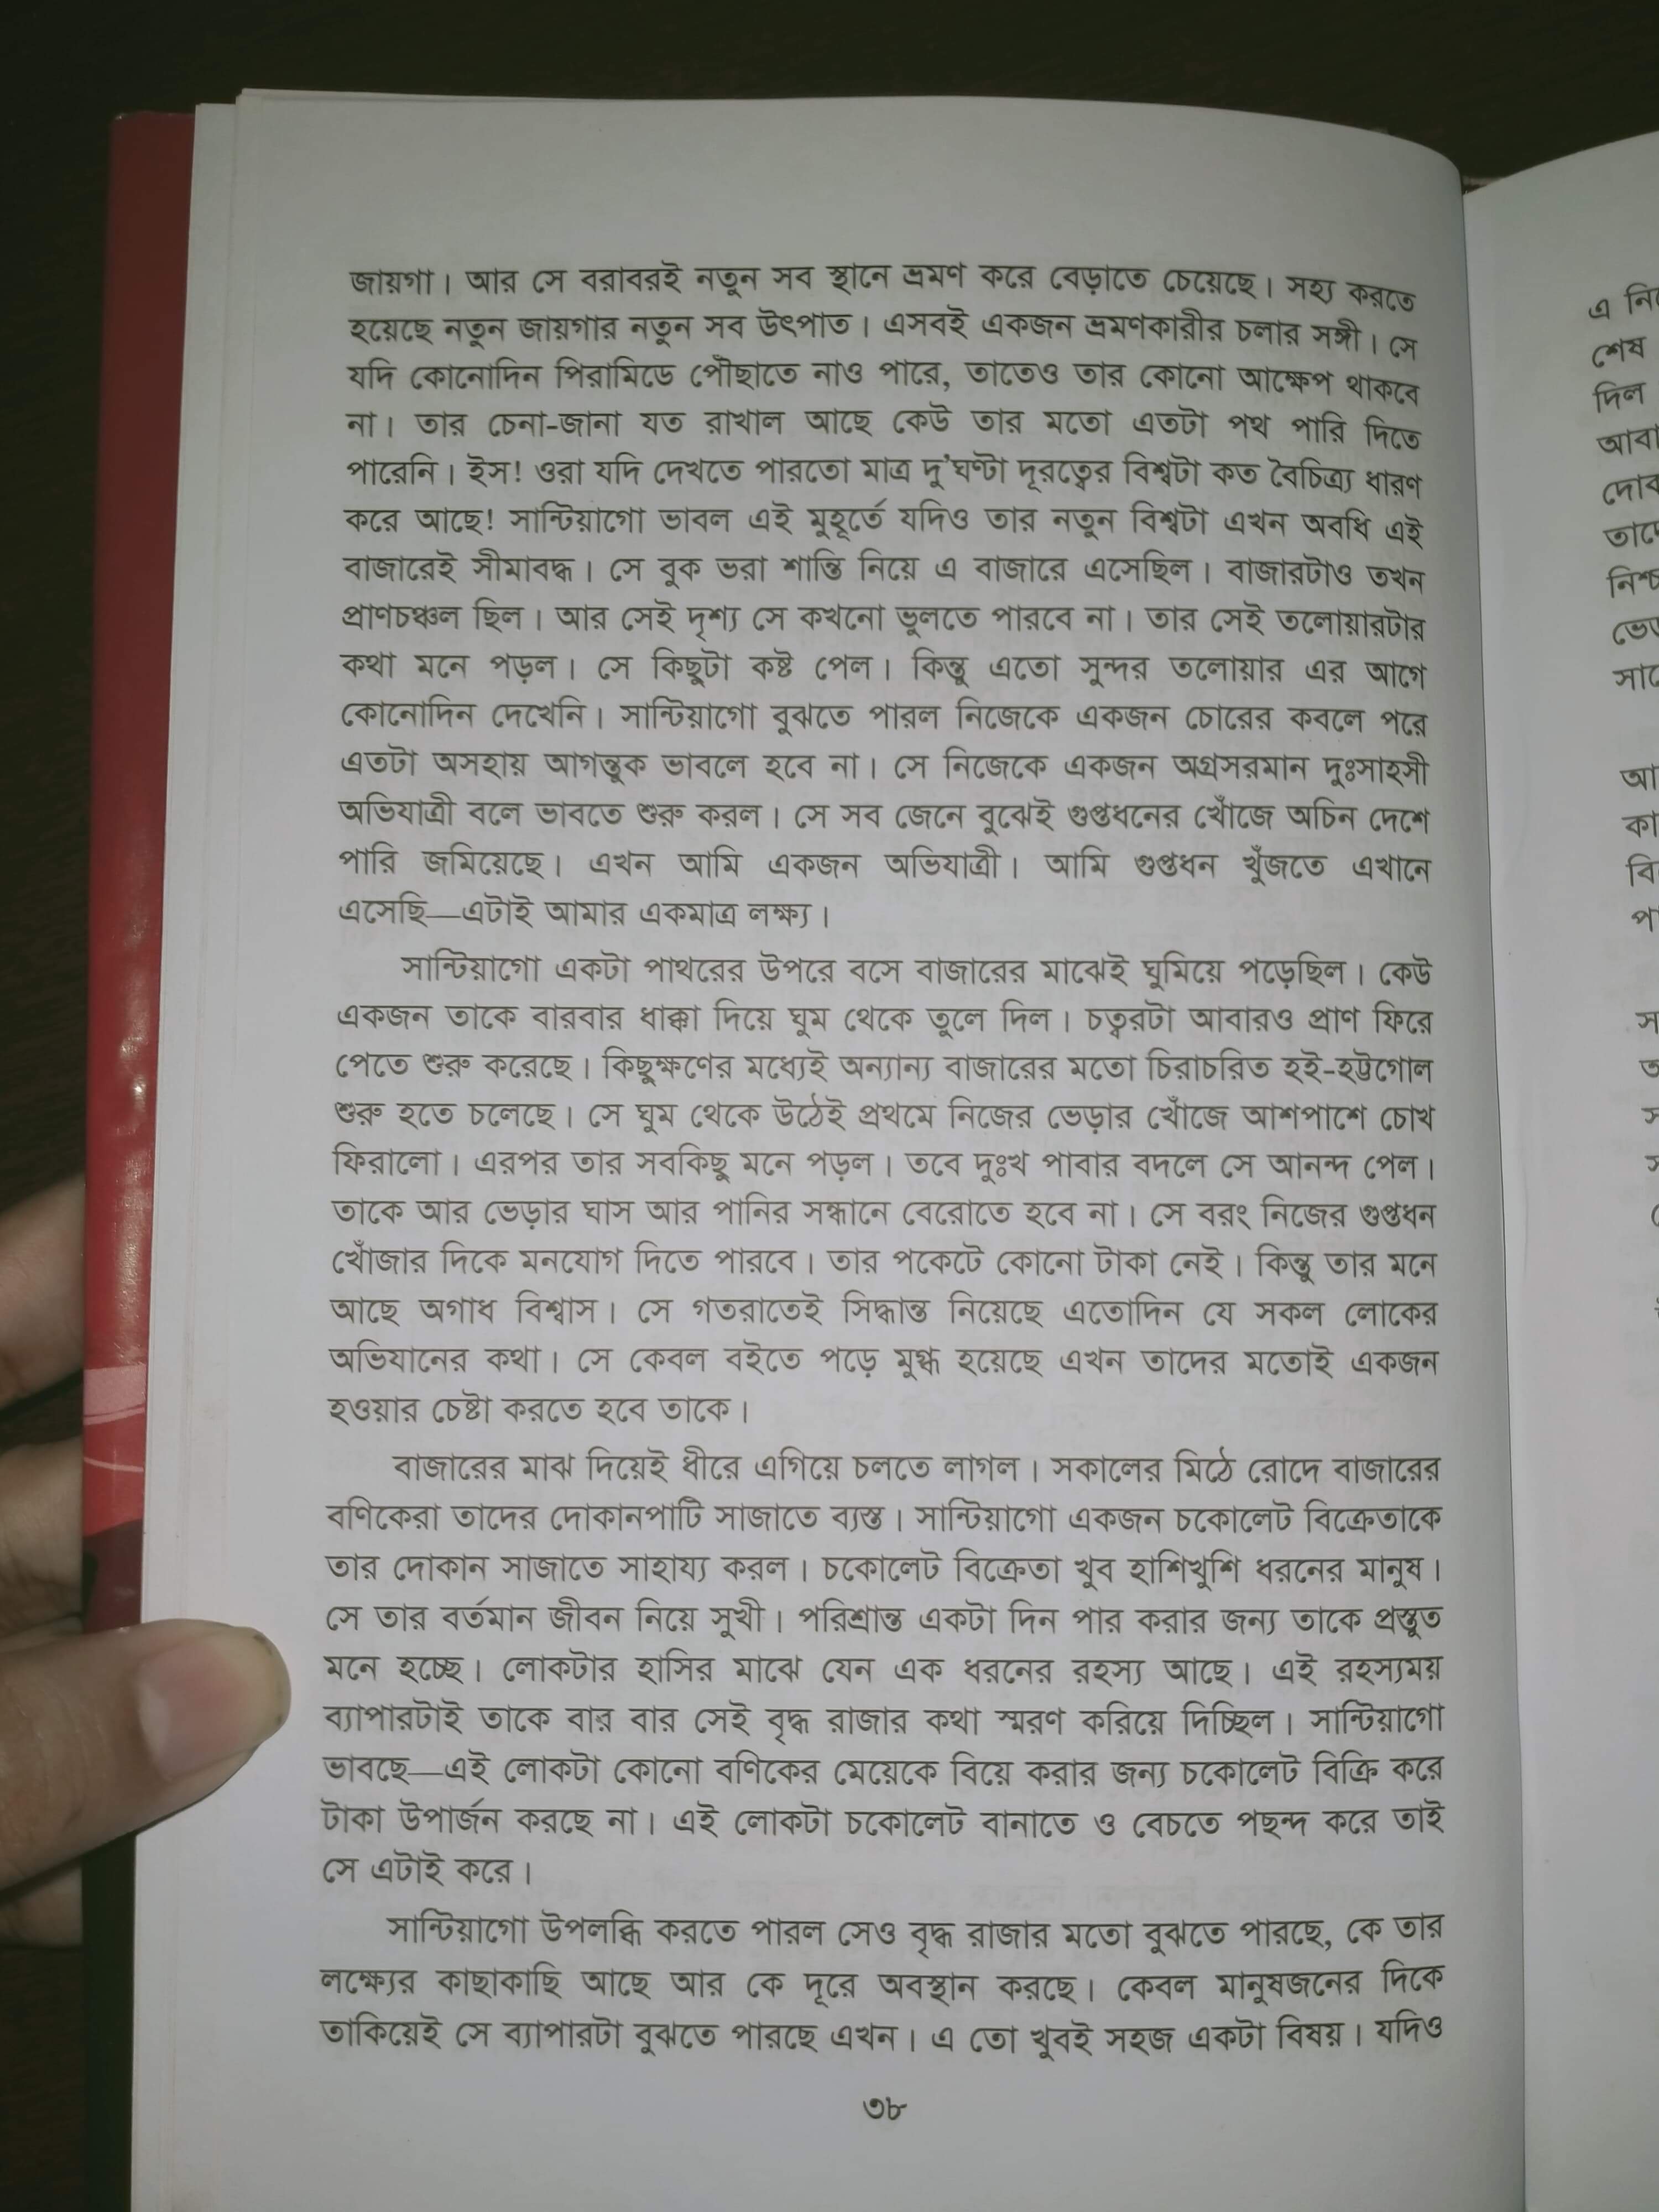 জায়গা। আর সে বরাবরই নতুন সব স্থানে ভ্রমণ করে বেড়াতে চেয়েছে। সহ্য করতে
হয়েছে নতুন জায়গার নতুন সব উৎপাত। এসবই একজন ভ্রমণকারীর চলার সঙ্গী। সে
যদি কোনোদিন পিরামিডে পৌঁছাতে নাও পারে, তাতেও তার কোনো আক্ষেপ থাকবে
না। তার চেনা-জানা যত রাখাল আছে কেউ তার মতো এতটা পথ পারি দিতে
পারেনি। ইস! ওরা যদি দেখতে পারতো মাত্র দু'ঘণ্টা দূরত্বের বিশ্বটা কত বৈচিত্র্য ধারণ
করে আছে! সান্টিয়াগো ভাবল এই মুহূর্তে যদিও তার নতুন বিশ্বটা এখন অবধি এই
বাজারেই সীমাবদ্ধ। সে বুক ভরা শান্তি নিয়ে এ বাজারে এসেছিল। বাজারটাও তখন
প্রাণচঞ্চল ছিল। আর সেই দৃশ্য সে কখনো ভুলতে পারবে না। তার সেই তলোয়ারটার
কথা মনে পড়ল। সে কিছুটা কষ্ট পেল। কিন্তু এতো সুন্দর তলোয়ার এর আগে
কোনোদিন দেখেনি। সান্টিয়াগো বুঝতে পারল নিজেকে একজন চোরের কবলে পরে
এতটা অসহায় আগন্তুক ভাবলে হবে না। সে নিজেকে একজন অগ্রসরমান দুঃসাহসী
অভিযাত্রী বলে ভাবতে শুরু করল। সে সব জেনে বুঝেই গুপ্তধনের খোঁজে অচিন দেশে
পারি জমিয়েছে। এখন আমি একজন অভিযাত্রী। আমি গুপ্তধন খুঁজতে এখানে
এসেছি—এটাই আমার একমাত্র লক্ষ্য।
সান্টিয়াগো একটা পাথরের উপরে বসে বাজারের মাঝেই ঘুমিয়ে পড়েছিল। কেউ
একজন তাকে বারবার ধাক্কা দিয়ে ঘুম থেকে তুলে দিল। চত্বরটা আবারও প্রাণ ফিরে
পেতে শুরু করেছে। কিছুক্ষণের মধ্যেই অন্যান্য বাজারের মতো চিরাচরিত হই-হট্টগোল
শুরু হতে চলেছে। সে ঘুম থেকে উঠেই প্রথমে নিজের ভেড়ার খোঁজে আশপাশে চোখ
ফিরালো। এরপর তার সবকিছু মনে পড়ল। তবে দুঃখ পাবার বদলে সে আনন্দ পেল।
তাকে আর ভেড়ার ঘাস আর পানির সন্ধানে বেরোতে হবে না। সে বরং নিজের গুপ্তধন
খোঁজার দিকে মনযোগ দিতে পারবে। তার পকেটে কোনো টাকা নেই। কিন্তু তার মনে
আছে অগাধ বিশ্বাস। সে গতরাতেই সিদ্ধান্ত নিয়েছে এতোদিন যে সকল লোকের
অভিযানের কথা। সে কেবল বইতে পড়ে মুগ্ধ হয়েছে এখন তাদের মতোই একজন
হওয়ার চেষ্টা করতে হবে তাকে।
বাজারের মাঝ দিয়েই ধীরে এগিয়ে চলতে লাগল। সকালের মিঠে রোদে বাজারের
বণিকেরা তাদের দোকানপাটি সাজাতে ব্যস্ত। সান্টিয়াগো একজন চকোলেট বিক্রেতাকে
তার দোকান সাজাতে সাহায্য করল। চকোলেট বিক্রেতা খুব হাশিখুশি ধরনের মানুষ।
সে তার বর্তমান জীবন নিয়ে সুখী। পরিশ্রান্ত একটা দিন পার করার জন্য তাকে প্রস্তুত
মনে হচ্ছে। লোকটার হাসির মাঝে যেন এক ধরনের রহস্য আছে। এই রহস্যময়
ব্যাপারটাই তাকে বার বার সেই বৃদ্ধ রাজার কথা স্মরণ করিয়ে দিচ্ছিল। সান্টিয়াগো
ভাবছে—এই লোকটা কোনো বণিকের মেয়েকে বিয়ে করার জন্য চকোলেট বিক্রি করে
টাকা উপার্জন করছে না। এই লোকটা চকোলেট বানাতে ও বেচতে পছন্দ করে তাই
সে এটাই করে।
সান্টিয়াগো উপলব্ধি করতে পারল সেও বৃদ্ধ রাজার মতো বুঝতে পারছে, কে তার
লক্ষ্যের কাছাকাছি আছে আর কে দূরে অবস্থান করছে। কেবল মানুষজনের দিকে
তাকিয়েই সে ব্যাপারটা বুঝতে পারছে এখন। এ তো খুবই সহজ একটা বিষয়। যদিও
৩৮
এ
শেষ
দিল